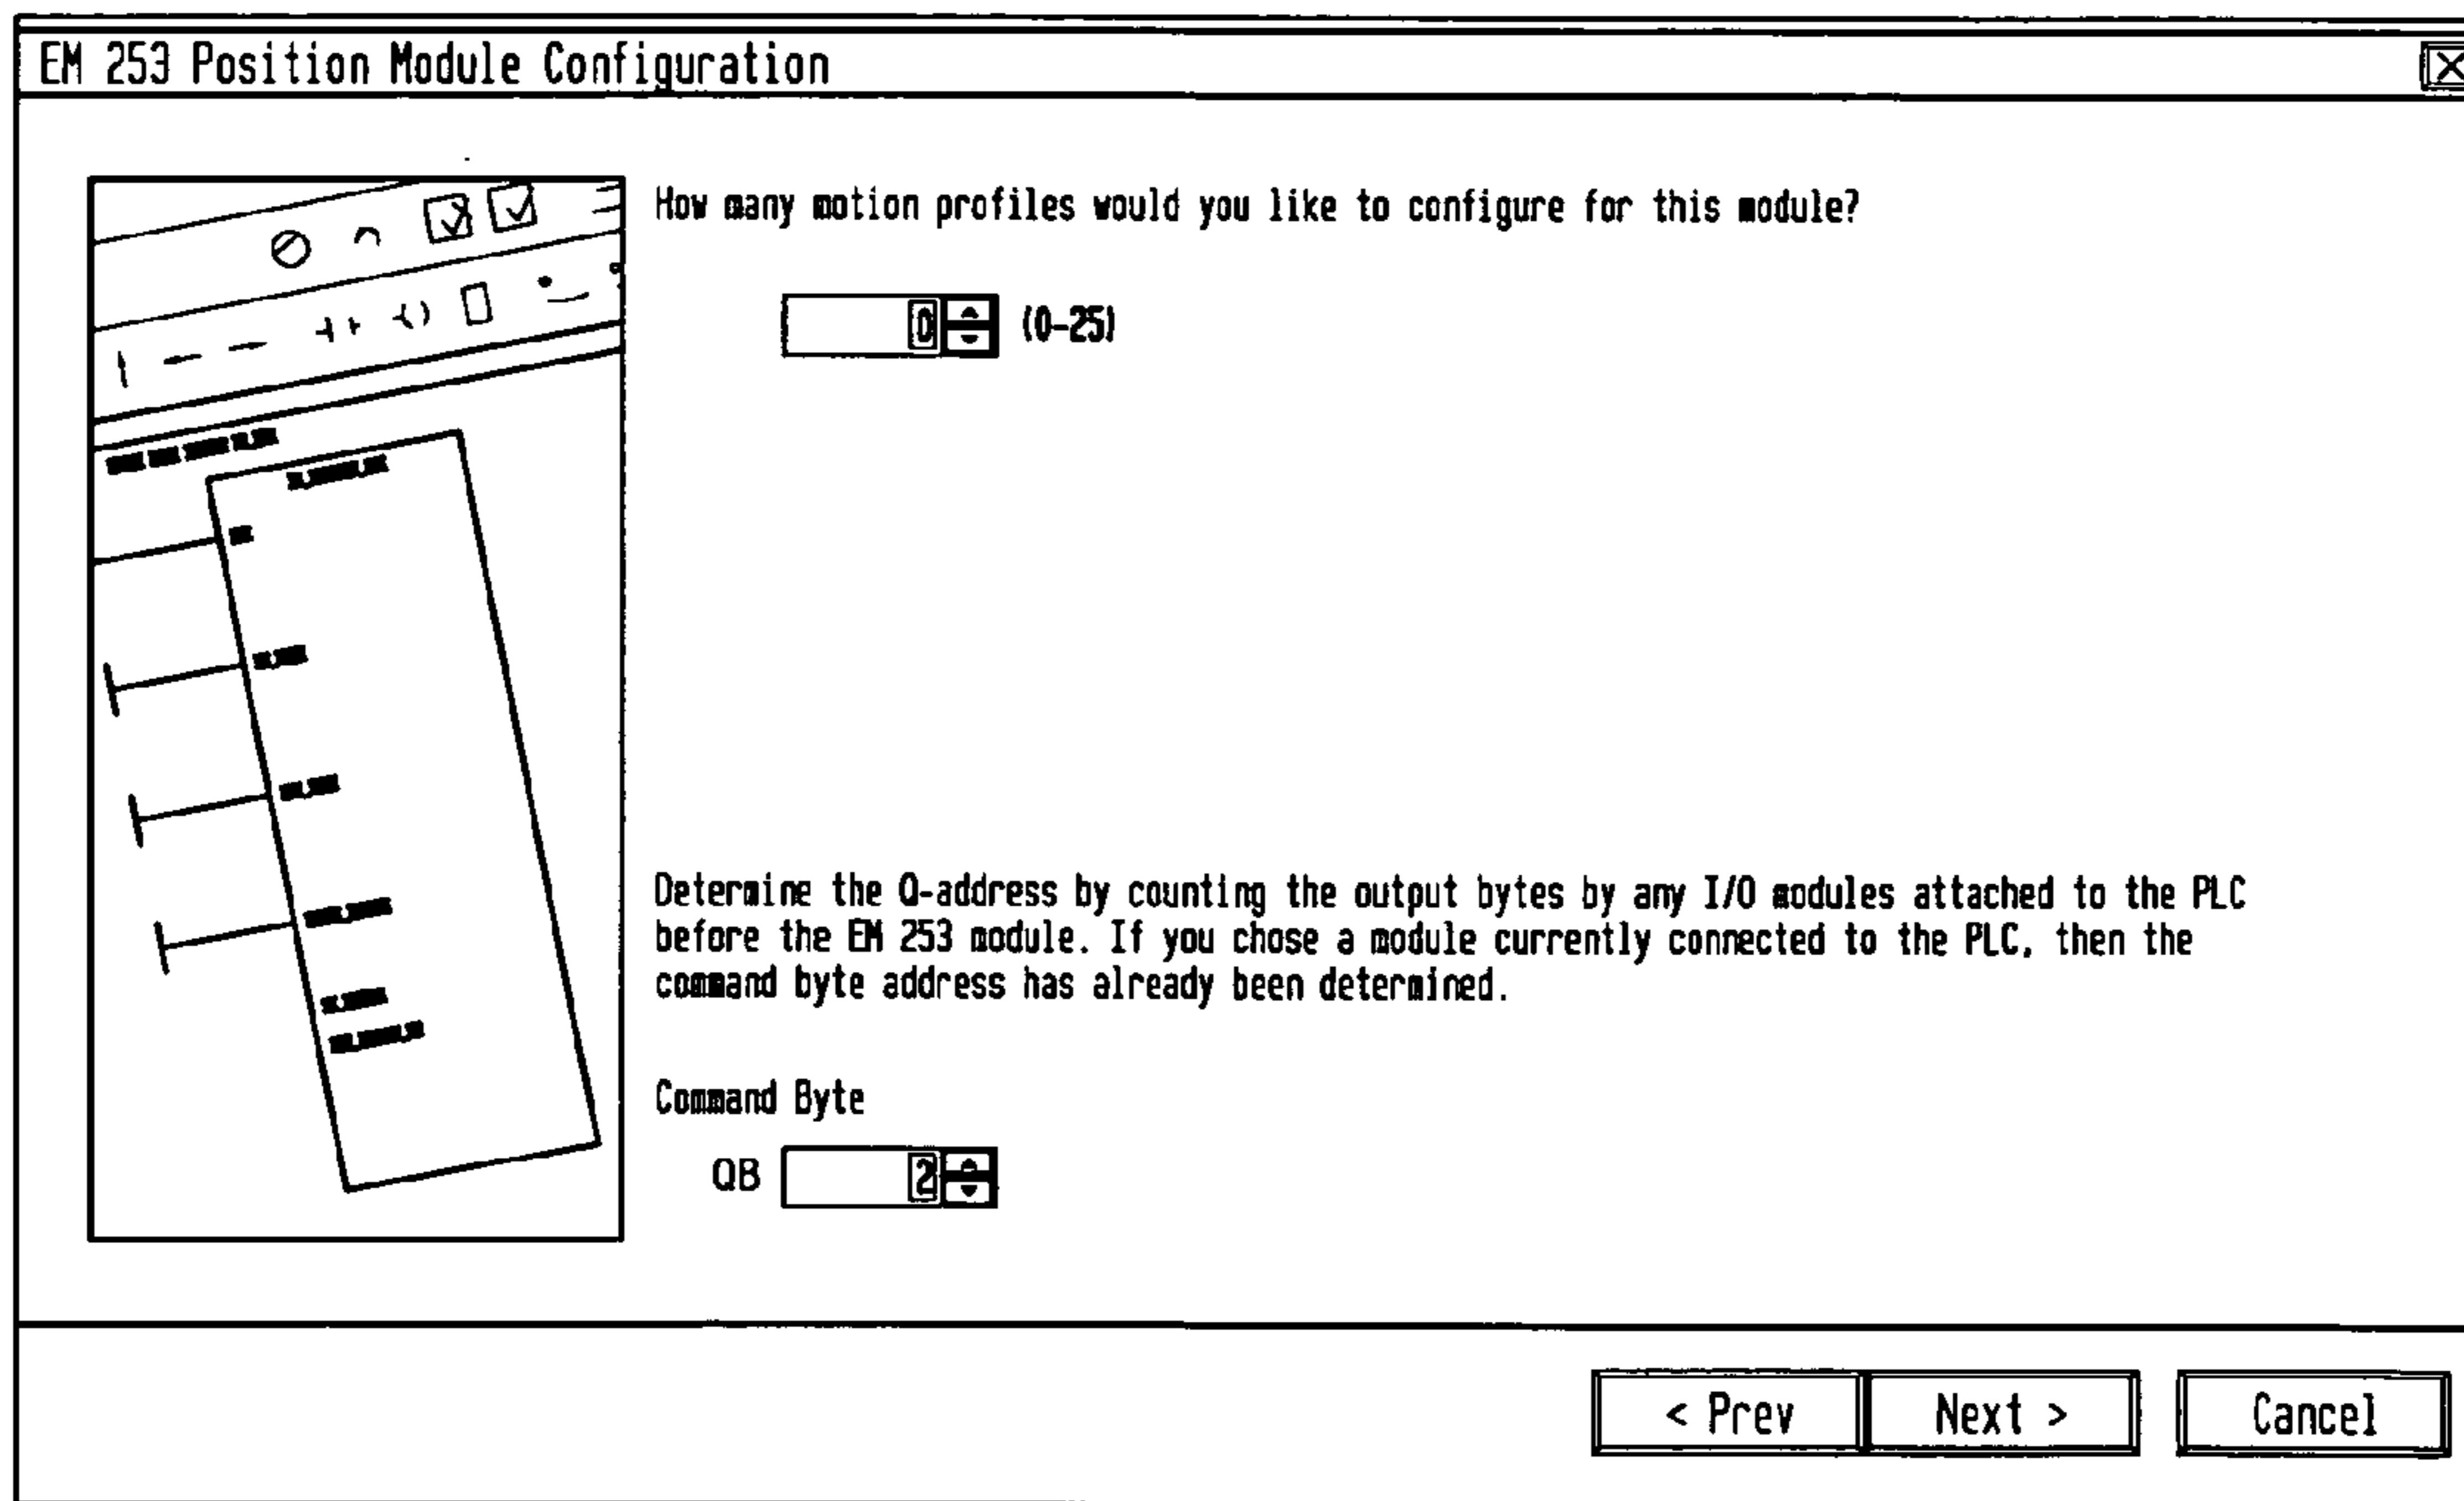 EM 253 Position Module Configuration
How many motion profiles would you like to configure for this module?
0 (0-25)
Determine the Q-address by counting the output bytes by any I/O modules attached to the PLC
before the EM 253 module. If you chose a module currently connected to the PLC, then the
command byte address has already been determined.
Command Byte
QB 2
< Prev Next > Cancel